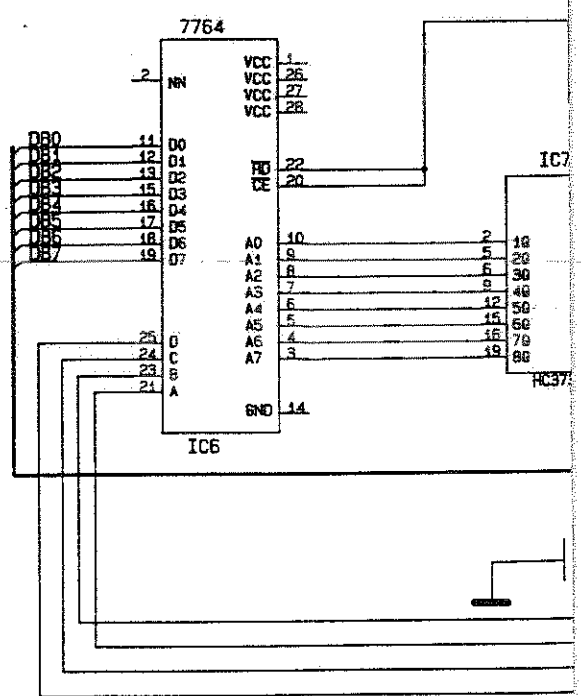 7764
2 NN
VCC 1
VCC 26
VCC 27
VCC 28
DB0 11 D0
DB1 12 D1
DB2 13 D2
DB3 15 D3
DB4 16 D4
DB5 17 D5
DB6 18 D6
DB7 19 D7
RD 22
CE 20
IC7
A0 10 2 1Q
A1 9 5 2Q
A2 8 6 3Q
A3 7 9 4Q
A4 6 12 5Q
A5 5 15 6Q
A6 4 16 7Q
A7 3 19 8Q
25 D
24 C
23 B
21 A
HC373
GND 14
IC6